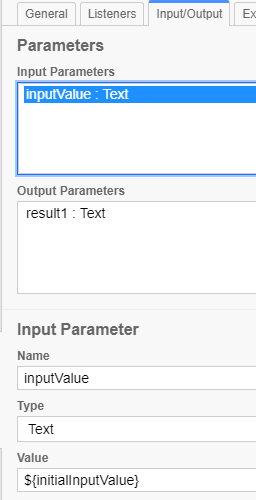 General Listeners Input/Output Ex
Parameters
Input Parameters
inputValue : Text
Output Parameters
result1 : Text
Input Parameter
Name
inputValue
Type
Text
Value
${initialInputValue}